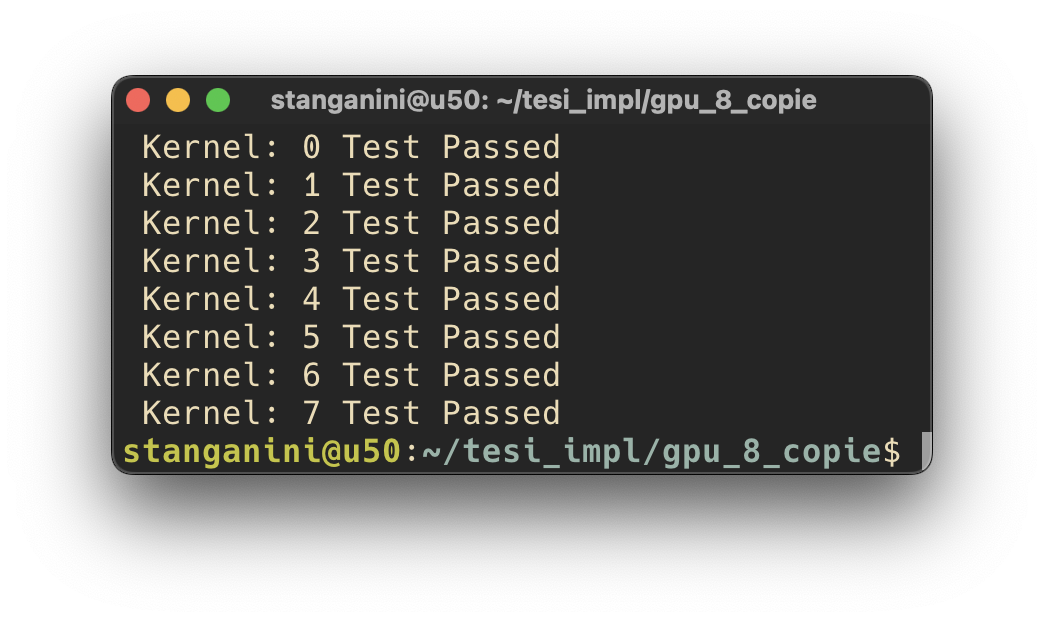 stanganini@u50: ~/tesi_impl/gpu_8_copie
Kernel: 0 Test Passed
Kernel: 1 Test Passed
Kernel: 2 Test Passed
Kernel: 3 Test Passed
Kernel: 4 Test Passed
Kernel: 5 Test Passed
Kernel: 6 Test Passed
Kernel: 7 Test Passed
stanganini@u50:~/tesi_impl/gpu_8_copie$